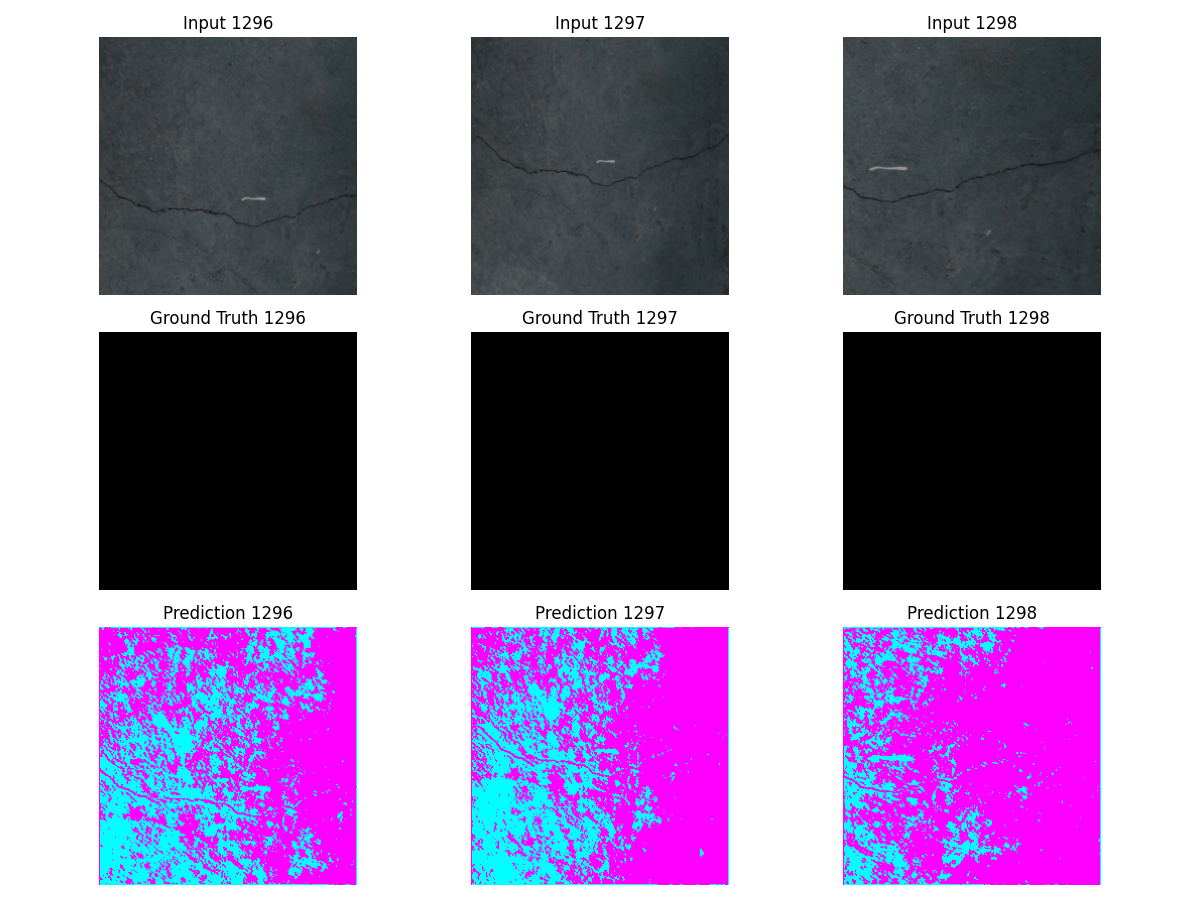 Input 1296
Input 1297
Input 1298
Ground Truth 1296
Ground Truth 1297
Ground Truth 1298
Prediction 1296
Prediction 1297
Prediction 1298